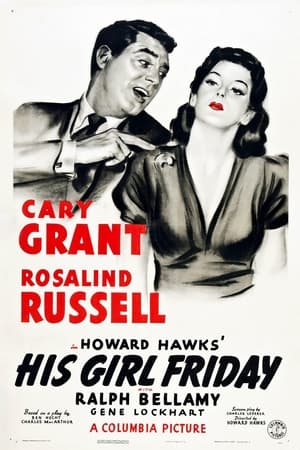 CARY
GRANT
ROSALIND
RUSSELL
in HOWARD HAWKS'
HIS GIRL FRIDAY
with
RALPH BELLAMY
GENE LOCKHART
Based on a play by
BEN HECHT
CHARLES MacARTHUR
Screen play by
CHARLES LEDERER
Directed by
HOWARD HAWKS
A COLUMBIA PICTURE